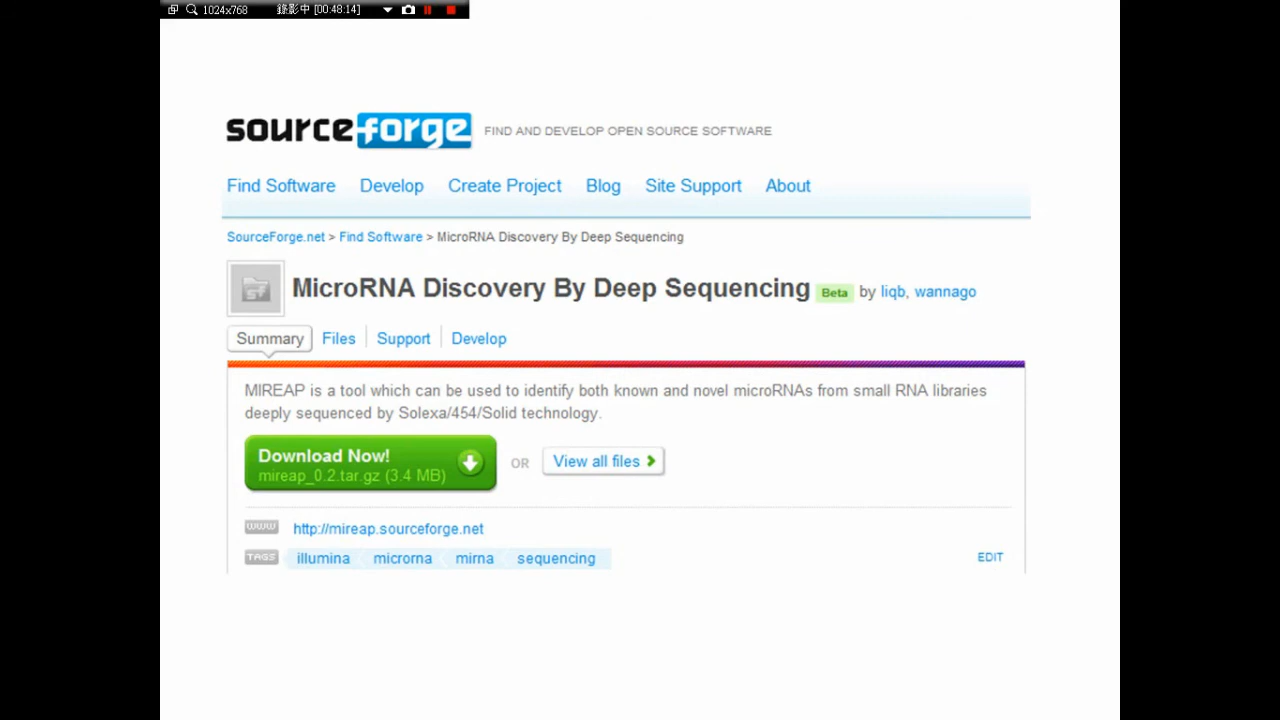 1024x768 錄影中 [00:48:14]
sourceforge FIND AND DEVELOP OPEN SOURCE SOFTWARE
Find Software Develop Create Project Blog Site Support About
SourceForge.net > Find Software > MicroRNA Discovery By Deep Sequencing
MicroRNA Discovery By Deep Sequencing Beta by liqb, wannago
Summary Files Support Develop
MIREAP is a tool which can be used to identify both known and novel microRNAs from small RNA libraries
deeply sequenced by Solexa/454/Solid technology.
Download Now!
mireap_0.2.tar.gz (3.4 MB)
OR View all files
www http://mireap.sourceforge.net
TAGS illumina microrna mirna sequencing EDIT